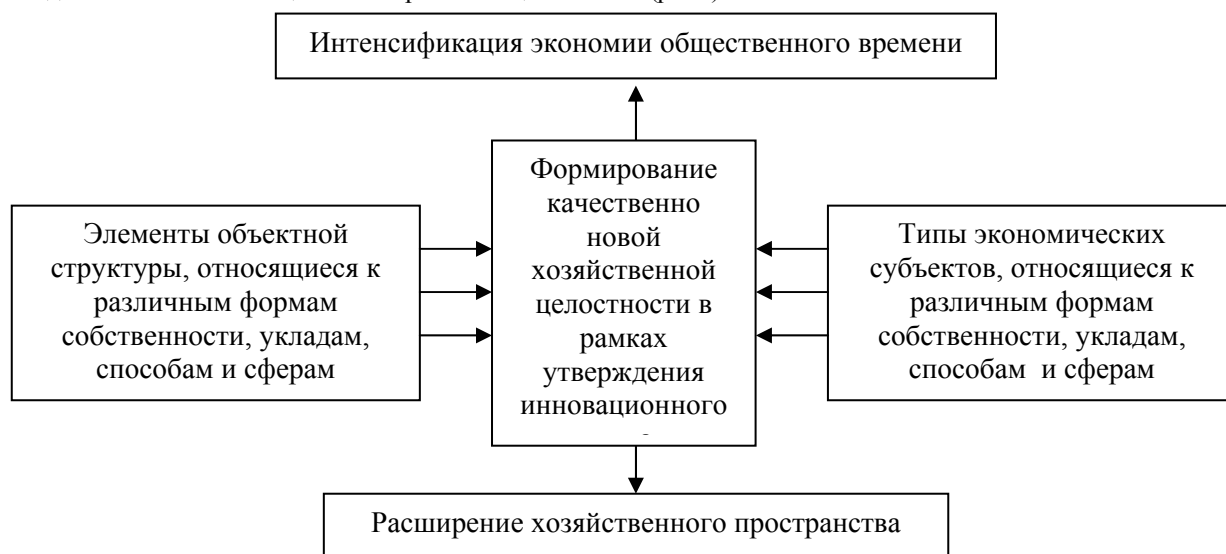 Интенсификация экономии общественного времени
Формирование
качественно
новой
хозяйственной
целостности в
рамках
утверждения
инновационного
Элементы объектной
структуры, относящиеся к
различным формам
собственности, укладам,
способам и сферам
Типы экономических
субъектов, относящиеся к
различным формам
собственности, укладам,
способам и сферам
Расширение хозяйственного пространства